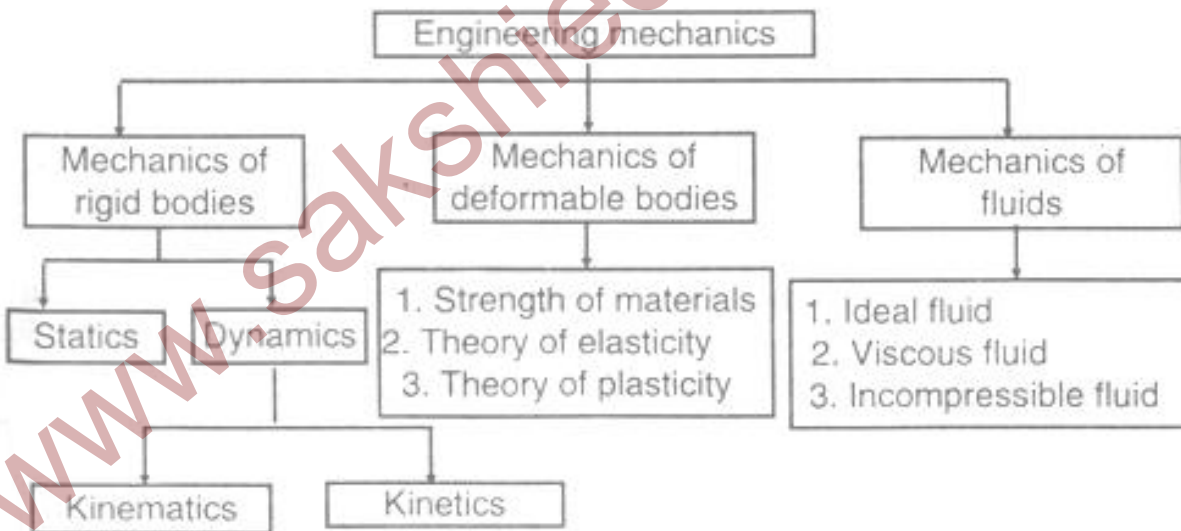 Engineering mechanics
Mechanics of
rigid bodies
Mechanics of
deformable bodies
Mechanics of
fluids
Statics
Dynamics
1. Strength of materials
2. Theory of elasticity
3. Theory of plasticity
1. Ideal fluid
2. Viscous fluid
3. Incompressible fluid
Kinematics
Kinetics